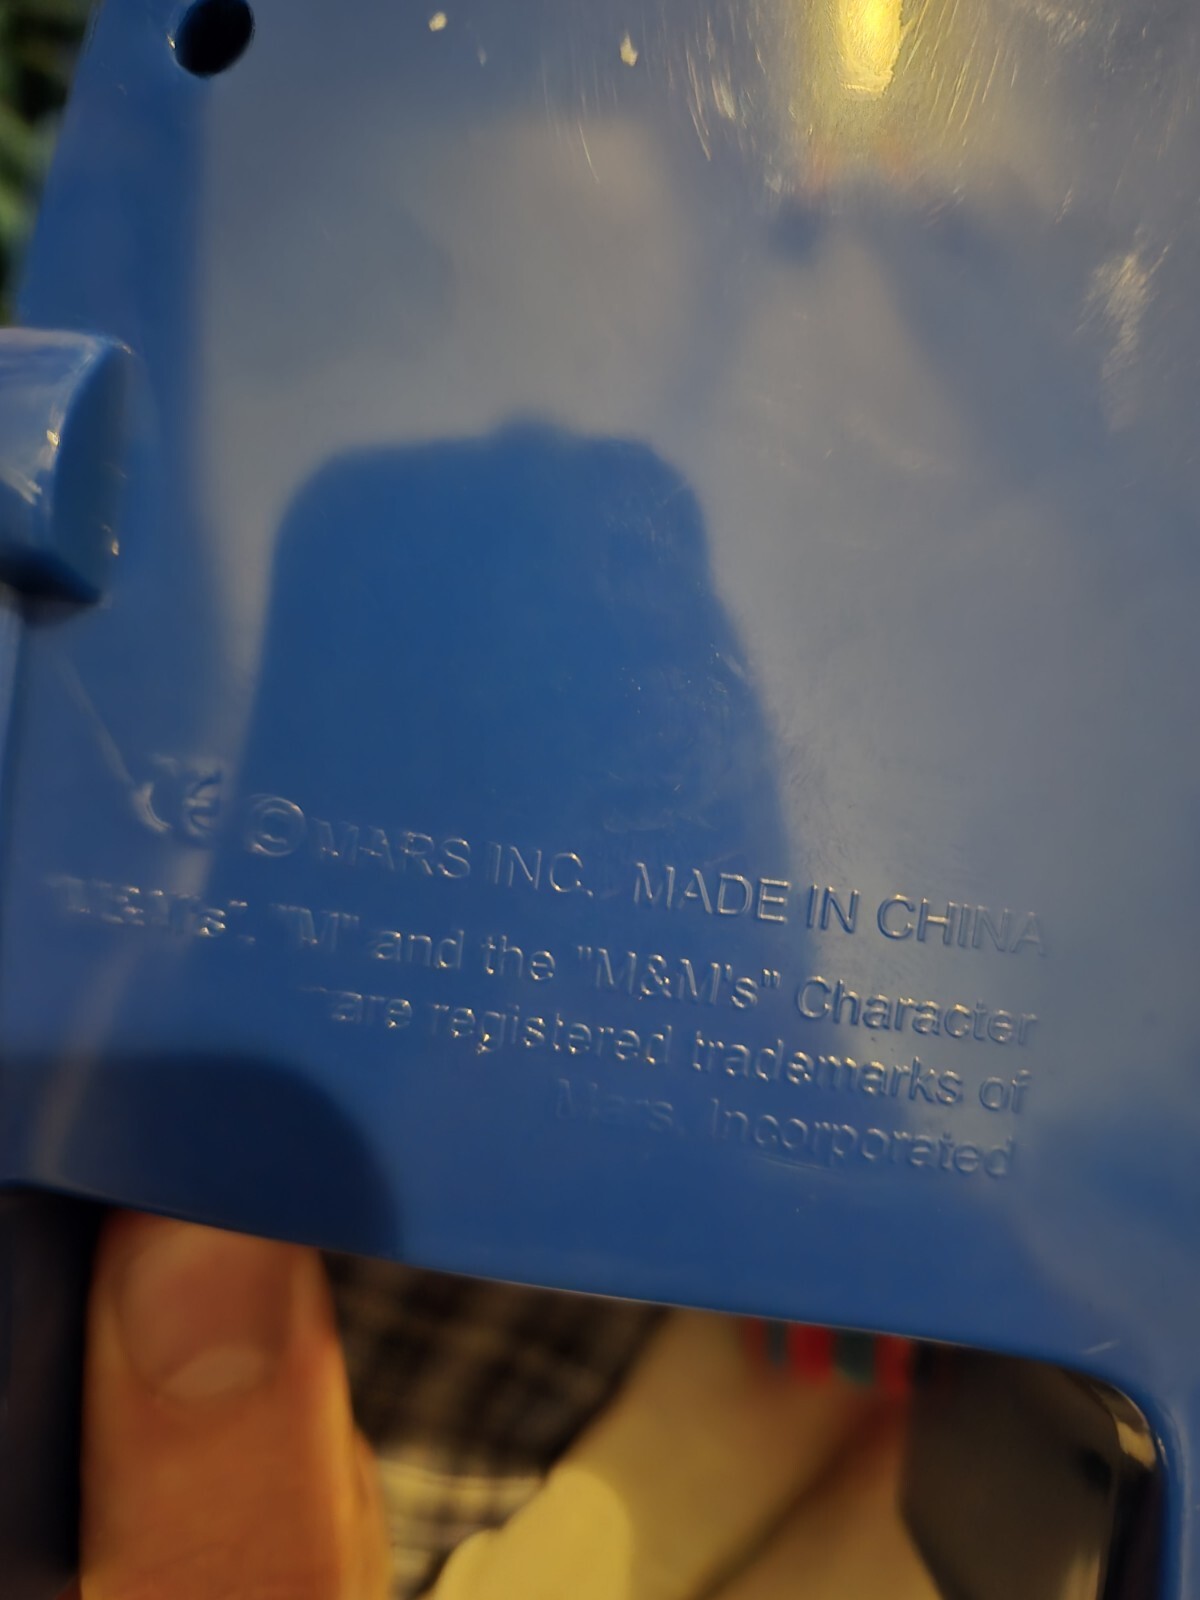 CE © MARS INC. MADE IN CHINA
"M&M's", "M" and the "M&M's" Character
are registered trademarks of
Mars, Incorporated